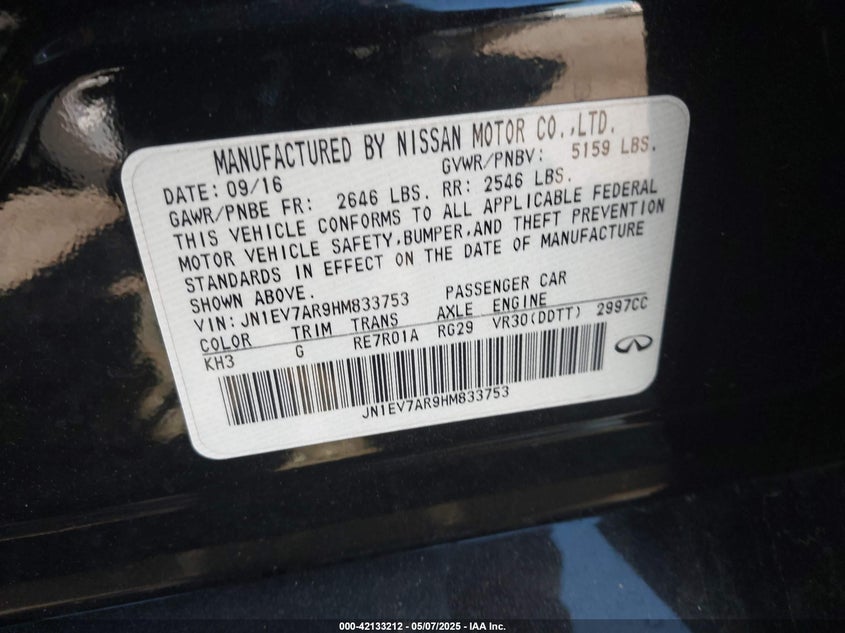 MANUFACTURED BY NISSAN MOTOR CO.,LTD.
DATE: 09/16 GVWR/PNBV: 5159 LBS.
GAWR/PNBE FR: 2646 LBS. RR: 2546 LBS.
THIS VEHICLE CONFORMS TO ALL APPLICABLE FEDERAL
MOTOR VEHICLE SAFETY,BUMPER,AND THEFT PREVENTION
STANDARDS IN EFFECT ON THE DATE OF MANUFACTURE
SHOWN ABOVE.
VIN: JN1EV7AR9HM833753 PASSENGER CAR
COLOR TRIM TRANS AXLE ENGINE
KH3 G RE7R01A RG29 VR30(DDTT) 2997CC
JN1EV7AR9HM833753
000-42133212 - 05/07/2025 - IAA Inc.